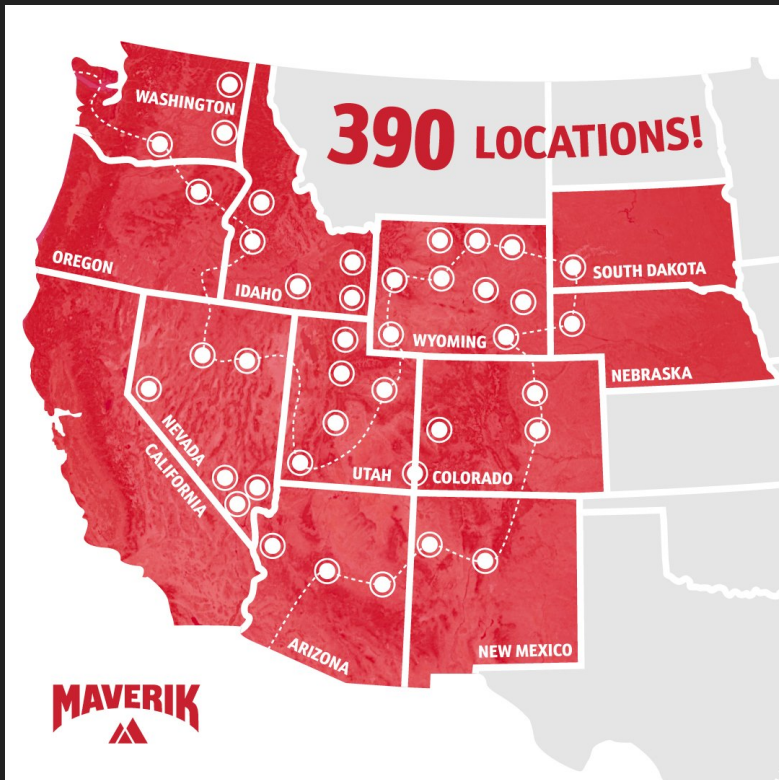 390 LOCATIONS!
WASHINGTON
OREGON
IDAHO
WYOMING
SOUTH DAKOTA
NEBRASKA
NEVADA
CALIFORNIA
UTAH
COLORADO
ARIZONA
NEW MEXICO
MAVERIK